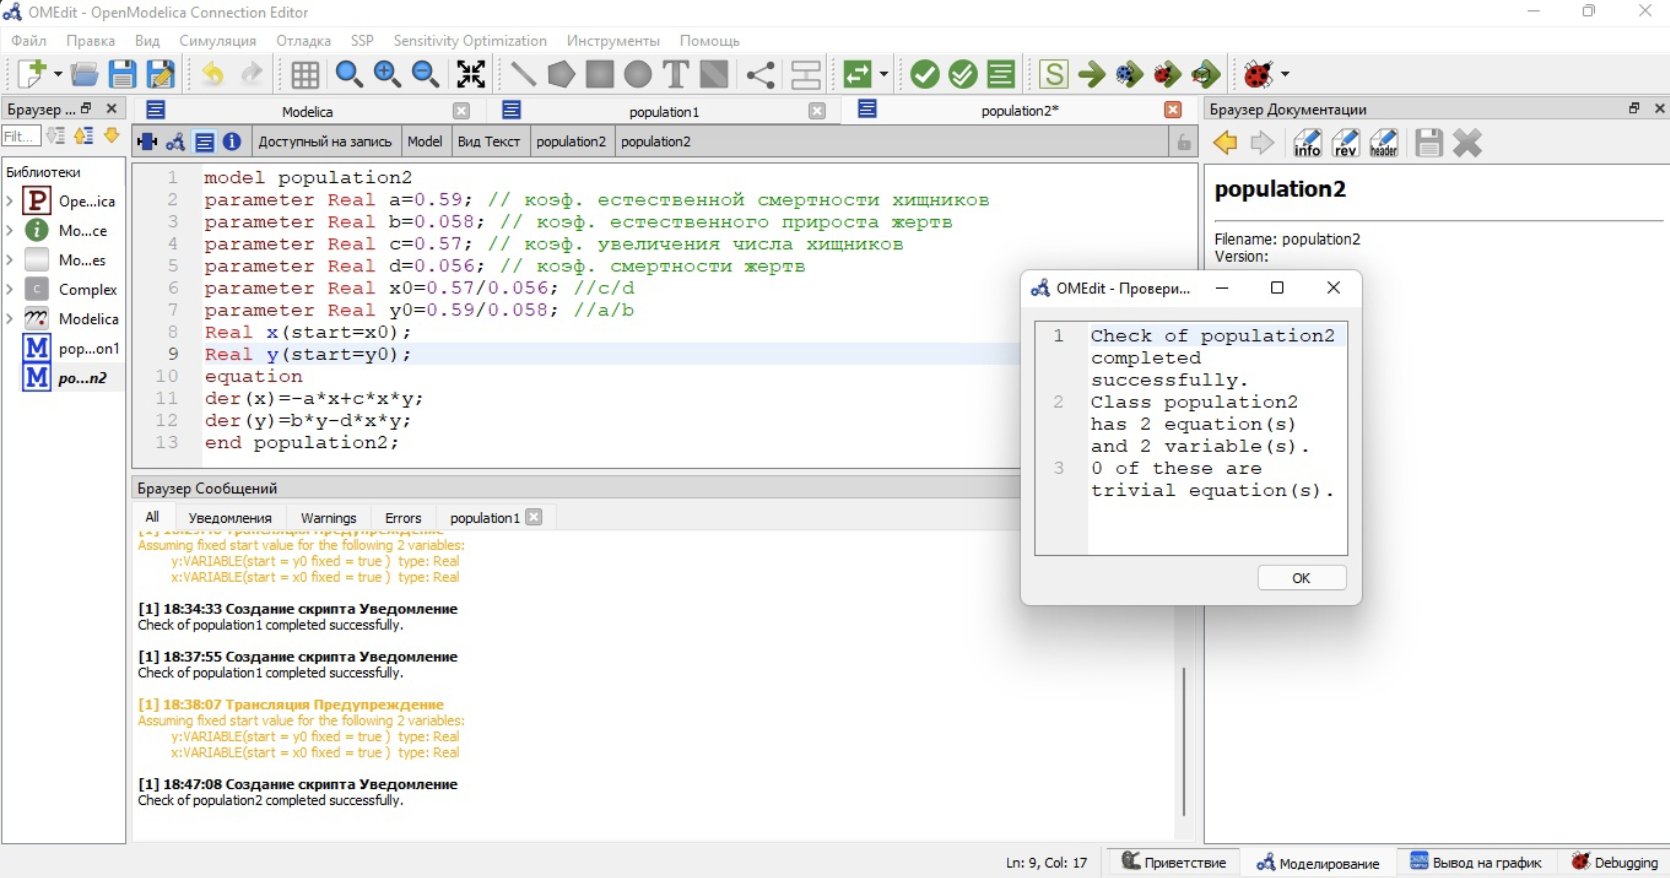 OMEdit - OpenModelica Connection Editor
Файл Правка Вид Симуляция Отладка SSP Sensitivity Optimization Инструменты Помощь
T S
Браузер ...
Filt...
Библиотеки
P Ope...ica
i Mo...ce
Mo...es
C Complex
Modelica
M pop...on1
M po...n2
Modelica population1 population2*
Доступный на запись Model Вид Текст population2 population2
1 model population2
2 parameter Real a=0.59; // коэф. естественной смертности хищников
3 parameter Real b=0.058; // коэф. естественного прироста жертв
4 parameter Real c=0.57; // коэф. увеличения числа хищников
5 parameter Real d=0.056; // коэф. смертности жертв
6 parameter Real x0=0.57/0.056; //c/d
7 parameter Real y0=0.59/0.058; //a/b
8 Real x(start=x0);
9 Real y(start=y0);
10 equation
11 der(x)=-a*x+c*x*y;
12 der(y)=b*y-d*x*y;
13 end population2;
Браузер Сообщений
All Уведомления Warnings Errors population1
Assuming fixed start value for the following 2 variables:
y:VARIABLE(start = y0 fixed = true ) type: Real
x:VARIABLE(start = x0 fixed = true ) type: Real
[1] 18:34:33 Создание скрипта Уведомление
Check of population1 completed successfully.
[1] 18:37:55 Создание скрипта Уведомление
Check of population1 completed successfully.
[1] 18:38:07 Трансляция Предупреждение
Assuming fixed start value for the following 2 variables:
y:VARIABLE(start = y0 fixed = true ) type: Real
x:VARIABLE(start = x0 fixed = true ) type: Real
[1] 18:47:08 Создание скрипта Уведомление
Check of population2 completed successfully.
Браузер Документации
info rev header
population2
Filename: population2
Version:
OMEdit - Провери...
1 Check of population2
completed
successfully.
2 Class population2
has 2 equation(s)
and 2 variable(s).
3 0 of these are
trivial equation(s).
OK
Ln: 9, Col: 17 Приветствие Моделирование Вывод на график Debugging